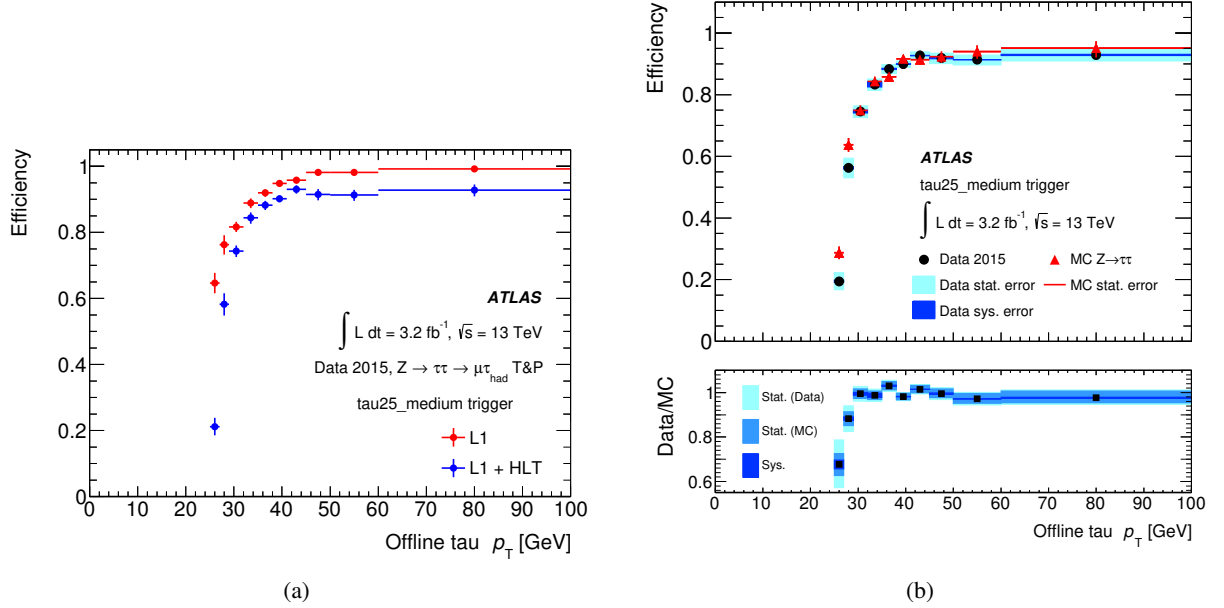 Efficiency
1
0.8
0.6
0.4
0.2
0
ATLAS
∫ L dt = 3.2 fb⁻¹, √s = 13 TeV
Data 2015, Z → ττ → μτ_had T&P
tau25_medium trigger
L1
L1 + HLT
0 10 20 30 40 50 60 70 80 90 100
Offline tau p_T [GeV]
(a)
Efficiency
1
0.8
0.6
0.4
0.2
0
ATLAS
tau25_medium trigger
∫ L dt = 3.2 fb⁻¹, √s = 13 TeV
Data 2015 MC Z→ττ
Data stat. error MC stat. error
Data sys. error
Data/MC
1
0.8
0.6
Stat. (Data)
Stat. (MC)
Sys.
0 10 20 30 40 50 60 70 80 90 100
Offline tau p_T [GeV]
(b)